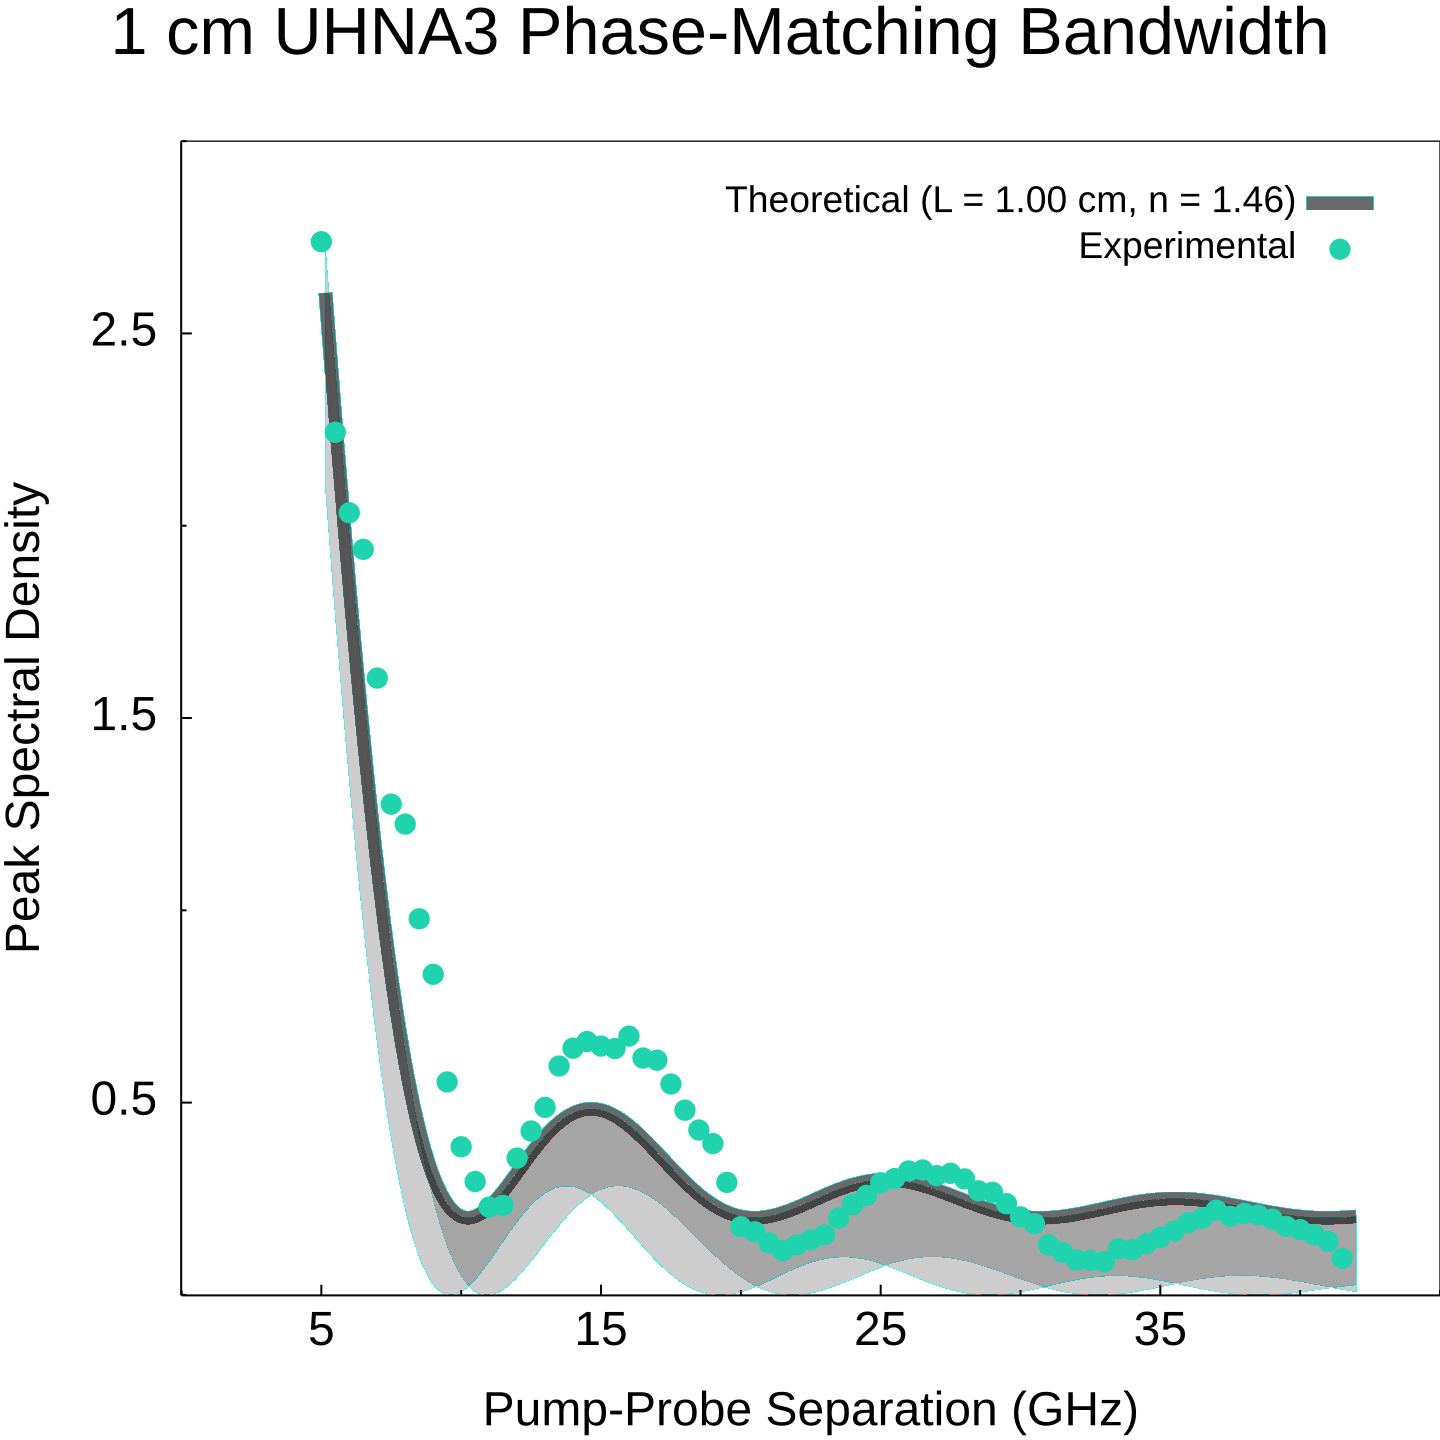 1 cm UHNA3 Phase-Matching Bandwidth
Theoretical (L = 1.00 cm, n = 1.46)
Experimental
Peak Spectral Density
2.5
1.5
0.5
5 15 25 35
Pump-Probe Separation (GHz)